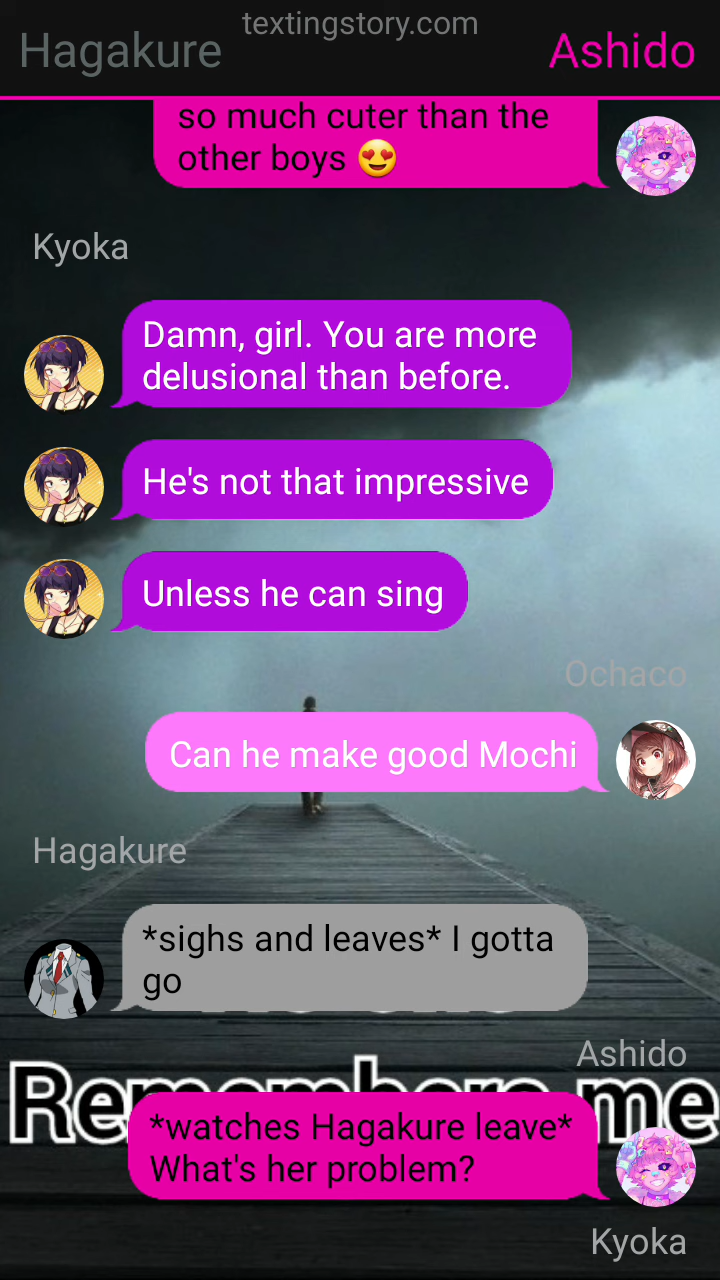 textingstory.com
Hagakure
Ashido
so much cuter than the
other boys 😍
Kyoka
Damn, girl. You are more
delusional than before.
He's not that impressive
Unless he can sing
Ochaco
Can he make good Mochi
Hagakure
*sighs and leaves* I gotta
go
Ashido
Remembers me
*watches Hagakure leave*
What's her problem?
Kyoka